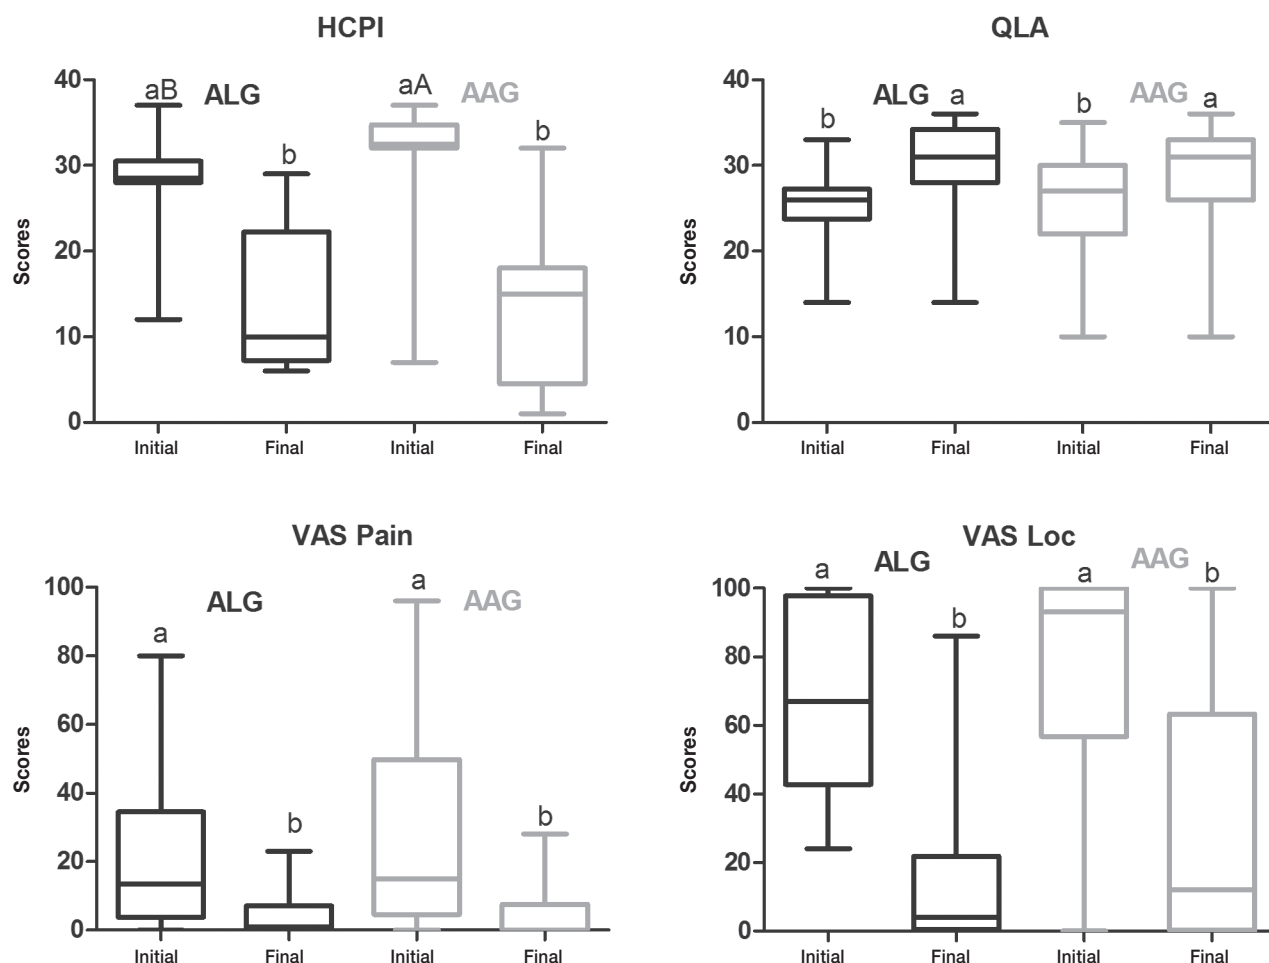 HCPI
40
aB
ALG
aA
AAG
b
b
30
20
10
0
Scores
Initial
Final
Initial
Final
QLA
40
ALG
a
AAG
a
b
b
30
20
10
0
Scores
Initial
Final
Initial
Final
VAS Pain
100
a
ALG
AAG
a
80
60
40
b
b
20
0
Scores
Initial
Final
Initial
Final
VAS Loc
a
ALG
a
AAG
b
100
b
80
60
40
20
0
Scores
Initial
Final
Initial
Final